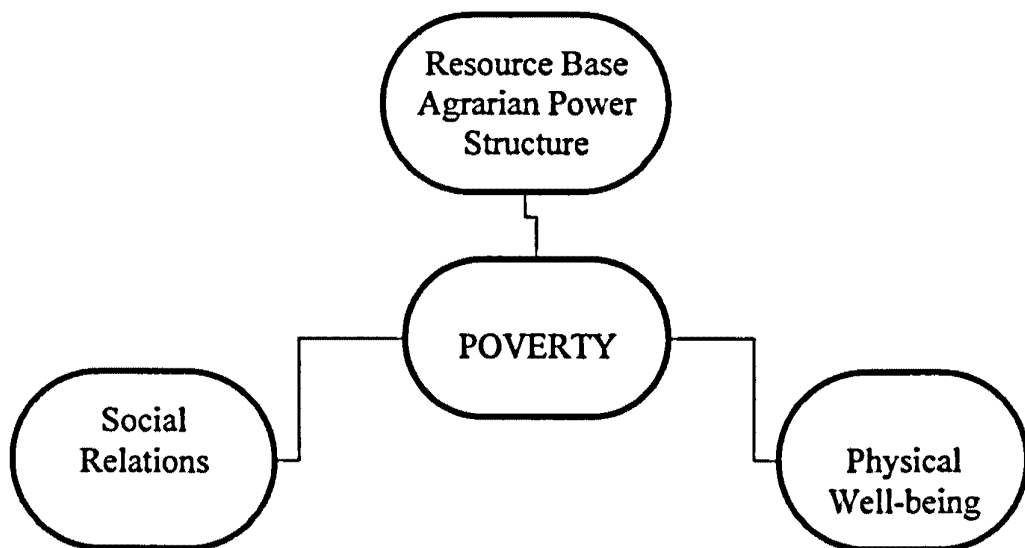 Resource Base
Agrarian Power
Structure
POVERTY
Social
Relations
Physical
Well-being